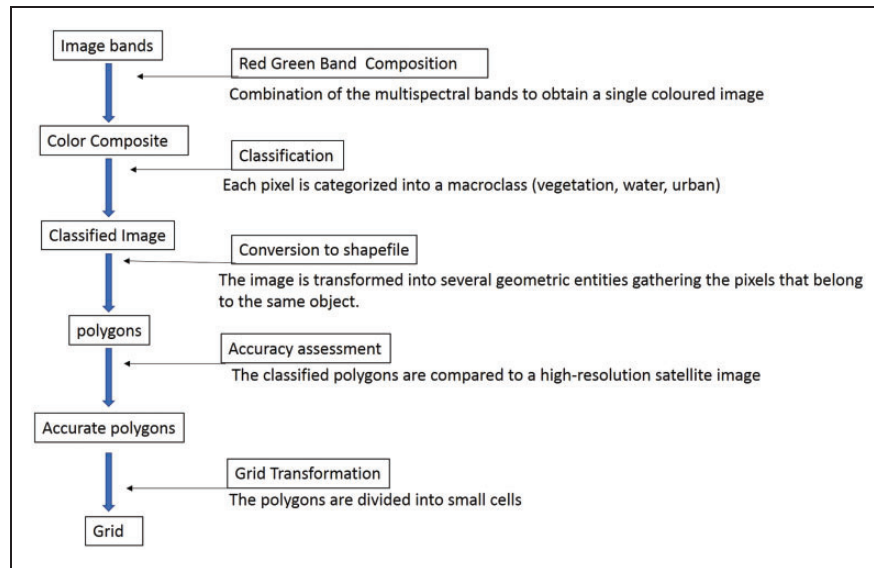 Image bands
Red Green Band Composition
Combination of the multispectral bands to obtain a single coloured image
Color Composite
Classification
Each pixel is categorized into a macroclass (vegetation, water, urban)
Classified Image
Conversion to shapefile
The image is transformed into several geometric entities gathering the pixels that belong
to the same object.
polygons
Accuracy assessment
The classified polygons are compared to a high-resolution satellite image
Accurate polygons
Grid Transformation
The polygons are divided into small cells
Grid